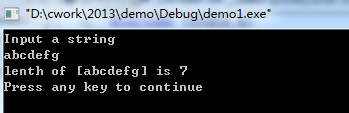 "D:\cwork\2013\demo\Debug\demo1.exe"
Input a string
abcdefg
lenth of [abcdefg] is 7
Press any key to continue